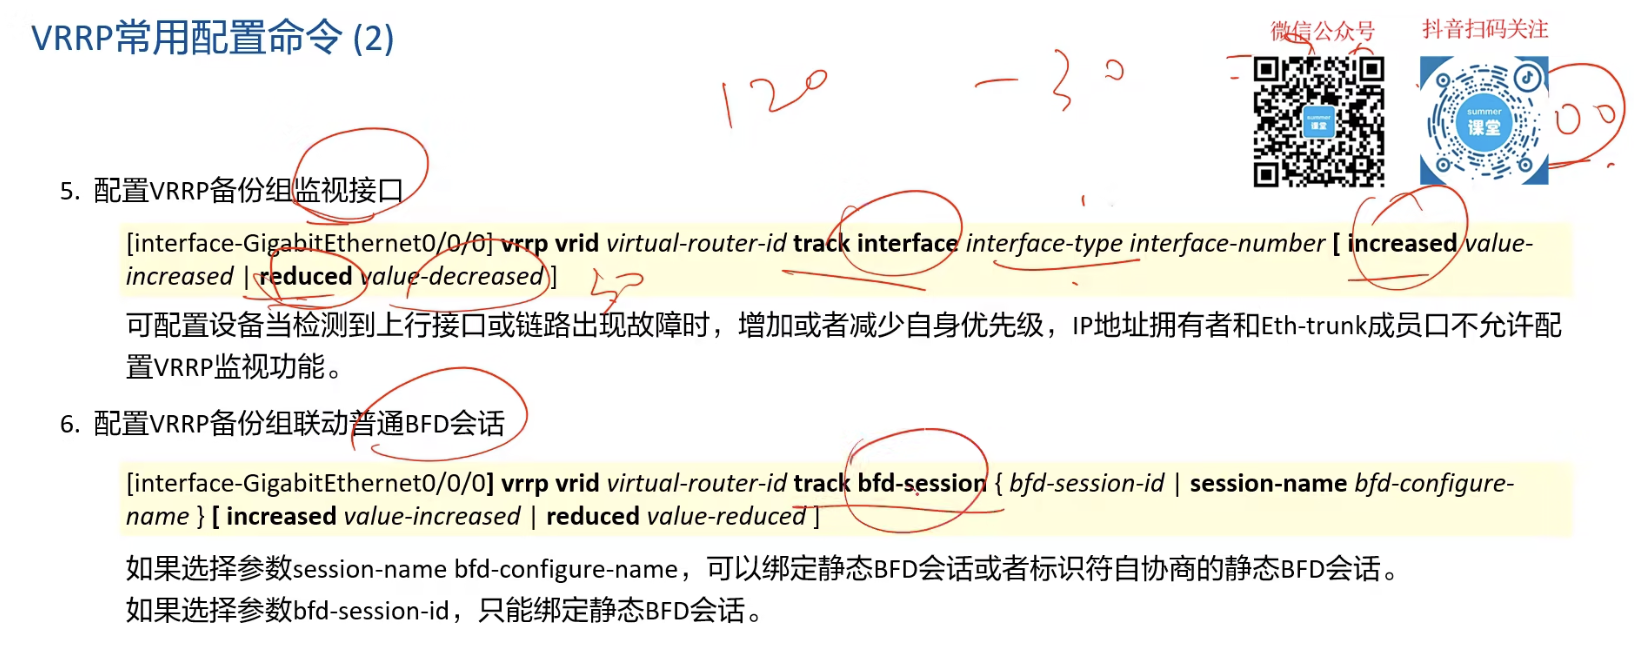 VRRP常用配置命令 (2)
微信公众号
抖音扫码关注
120 -30 =
00
summer
课堂
summer
课堂
5. 配置VRRP备份组监视接口
[interface-GigabitEthernet0/0/0] vrrp vrid virtual-router-id track interface interface-type interface-number [ increased value-
increased | reduced value-decreased ]
50
可配置设备当检测到上行接口或链路出现故障时，增加或者减少自身优先级，IP地址拥有者和Eth-trunk成员口不允许配
置VRRP监视功能。
6. 配置VRRP备份组联动普通BFD会话
[interface-GigabitEthernet0/0/0] vrrp vrid virtual-router-id track bfd-session { bfd-session-id | session-name bfd-configure-
name } [ increased value-increased | reduced value-reduced ]
如果选择参数session-name bfd-configure-name，可以绑定静态BFD会话或者标识符自协商的静态BFD会话。
如果选择参数bfd-session-id，只能绑定静态BFD会话。